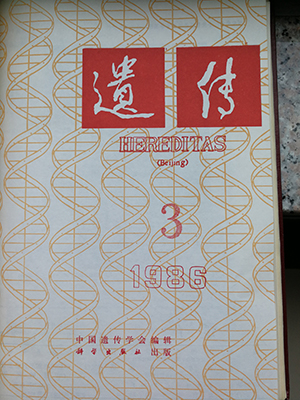 遺传
HEREDITAS
(Beijing)
3
1986
中国遗传学会编辑
科学出版社 出版